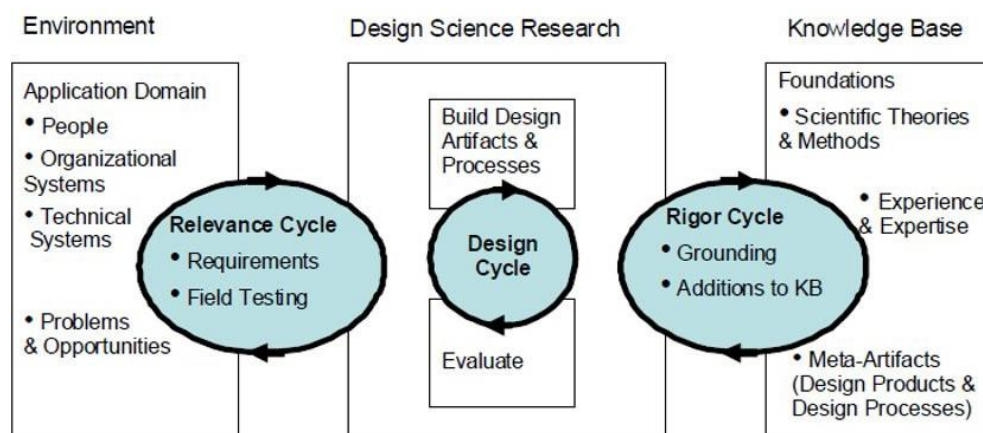 Environment
Design Science Research
Knowledge Base
Application Domain
• People
• Organizational
Systems
• Technical
Systems
• Problems
& Opportunities
Relevance Cycle
• Requirements
• Field Testing
Build Design
Artifacts &
Processes
Design
Cycle
Evaluate
Rigor Cycle
• Grounding
• Additions to KB
Foundations
• Scientific Theories
& Methods
• Experience
& Expertise
• Meta-Artifacts
(Design Products &
Design Processes)